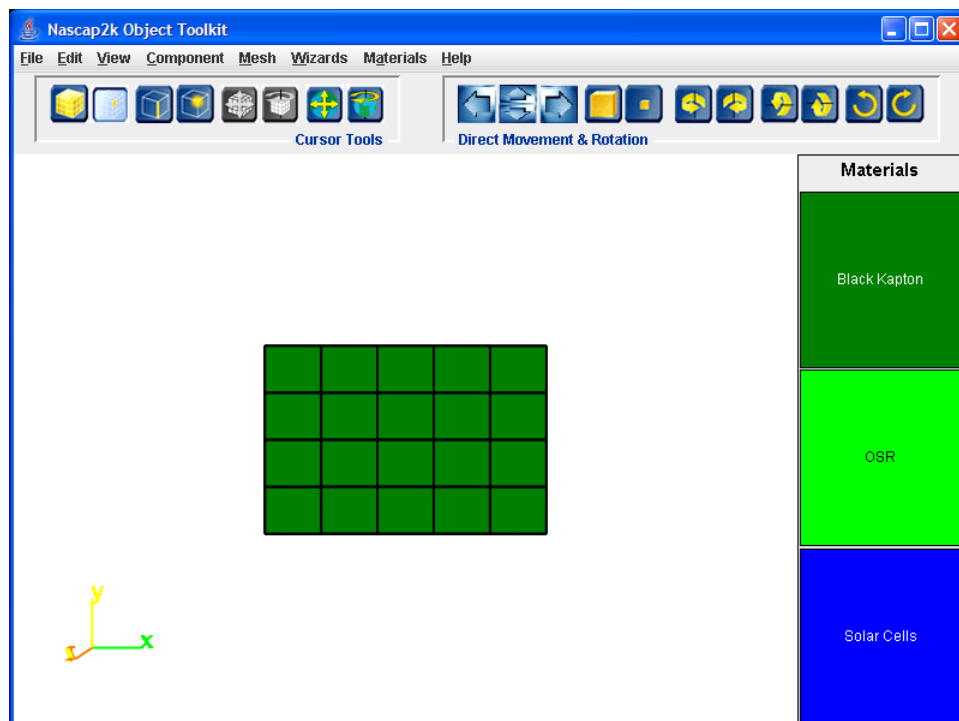 Nascap2k Object Toolkit
File Edit View Component Mesh Wizards Materials Help
Cursor Tools
Direct Movement & Rotation
Materials
Black Kapton
OSR
Solar Cells
y
x
z